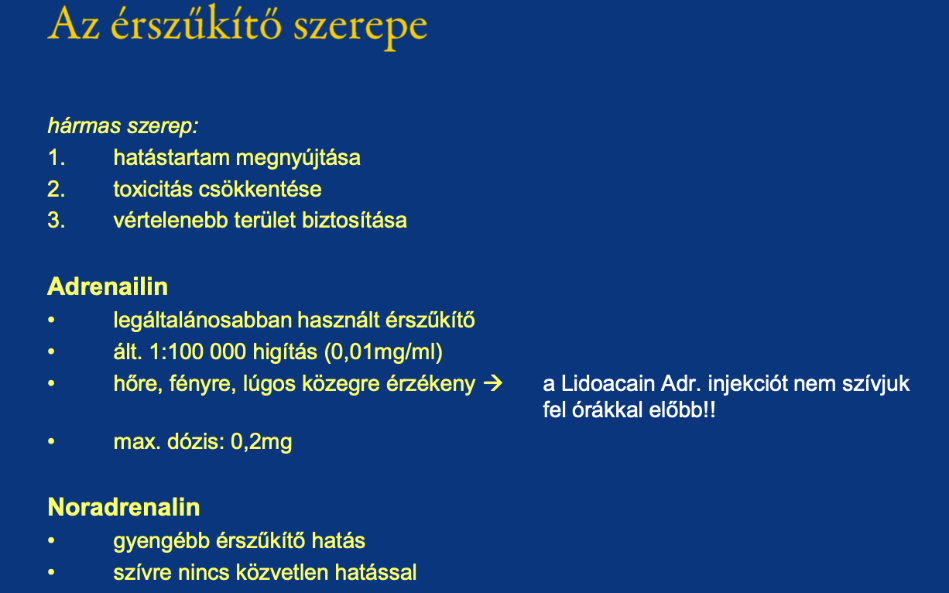 Az érszűkítő szerepe
hármas szerep:
1. hatástartam megnyújtása
2. toxicitás csökkentése
3. vértelenebb terület biztosítása
Adrenailin
• legáltalánosabban használt érszűkítő
• ált. 1:100 000 higítás (0,01mg/ml)
• hőre, fényre, lúgos közegre érzékeny → a Lidoacain Adr. injekciót nem szívjuk
fel órákkal előbb!!
• max. dózis: 0,2mg
Noradrenalin
• gyengébb érszűkítő hatás
• szívre nincs közvetlen hatással